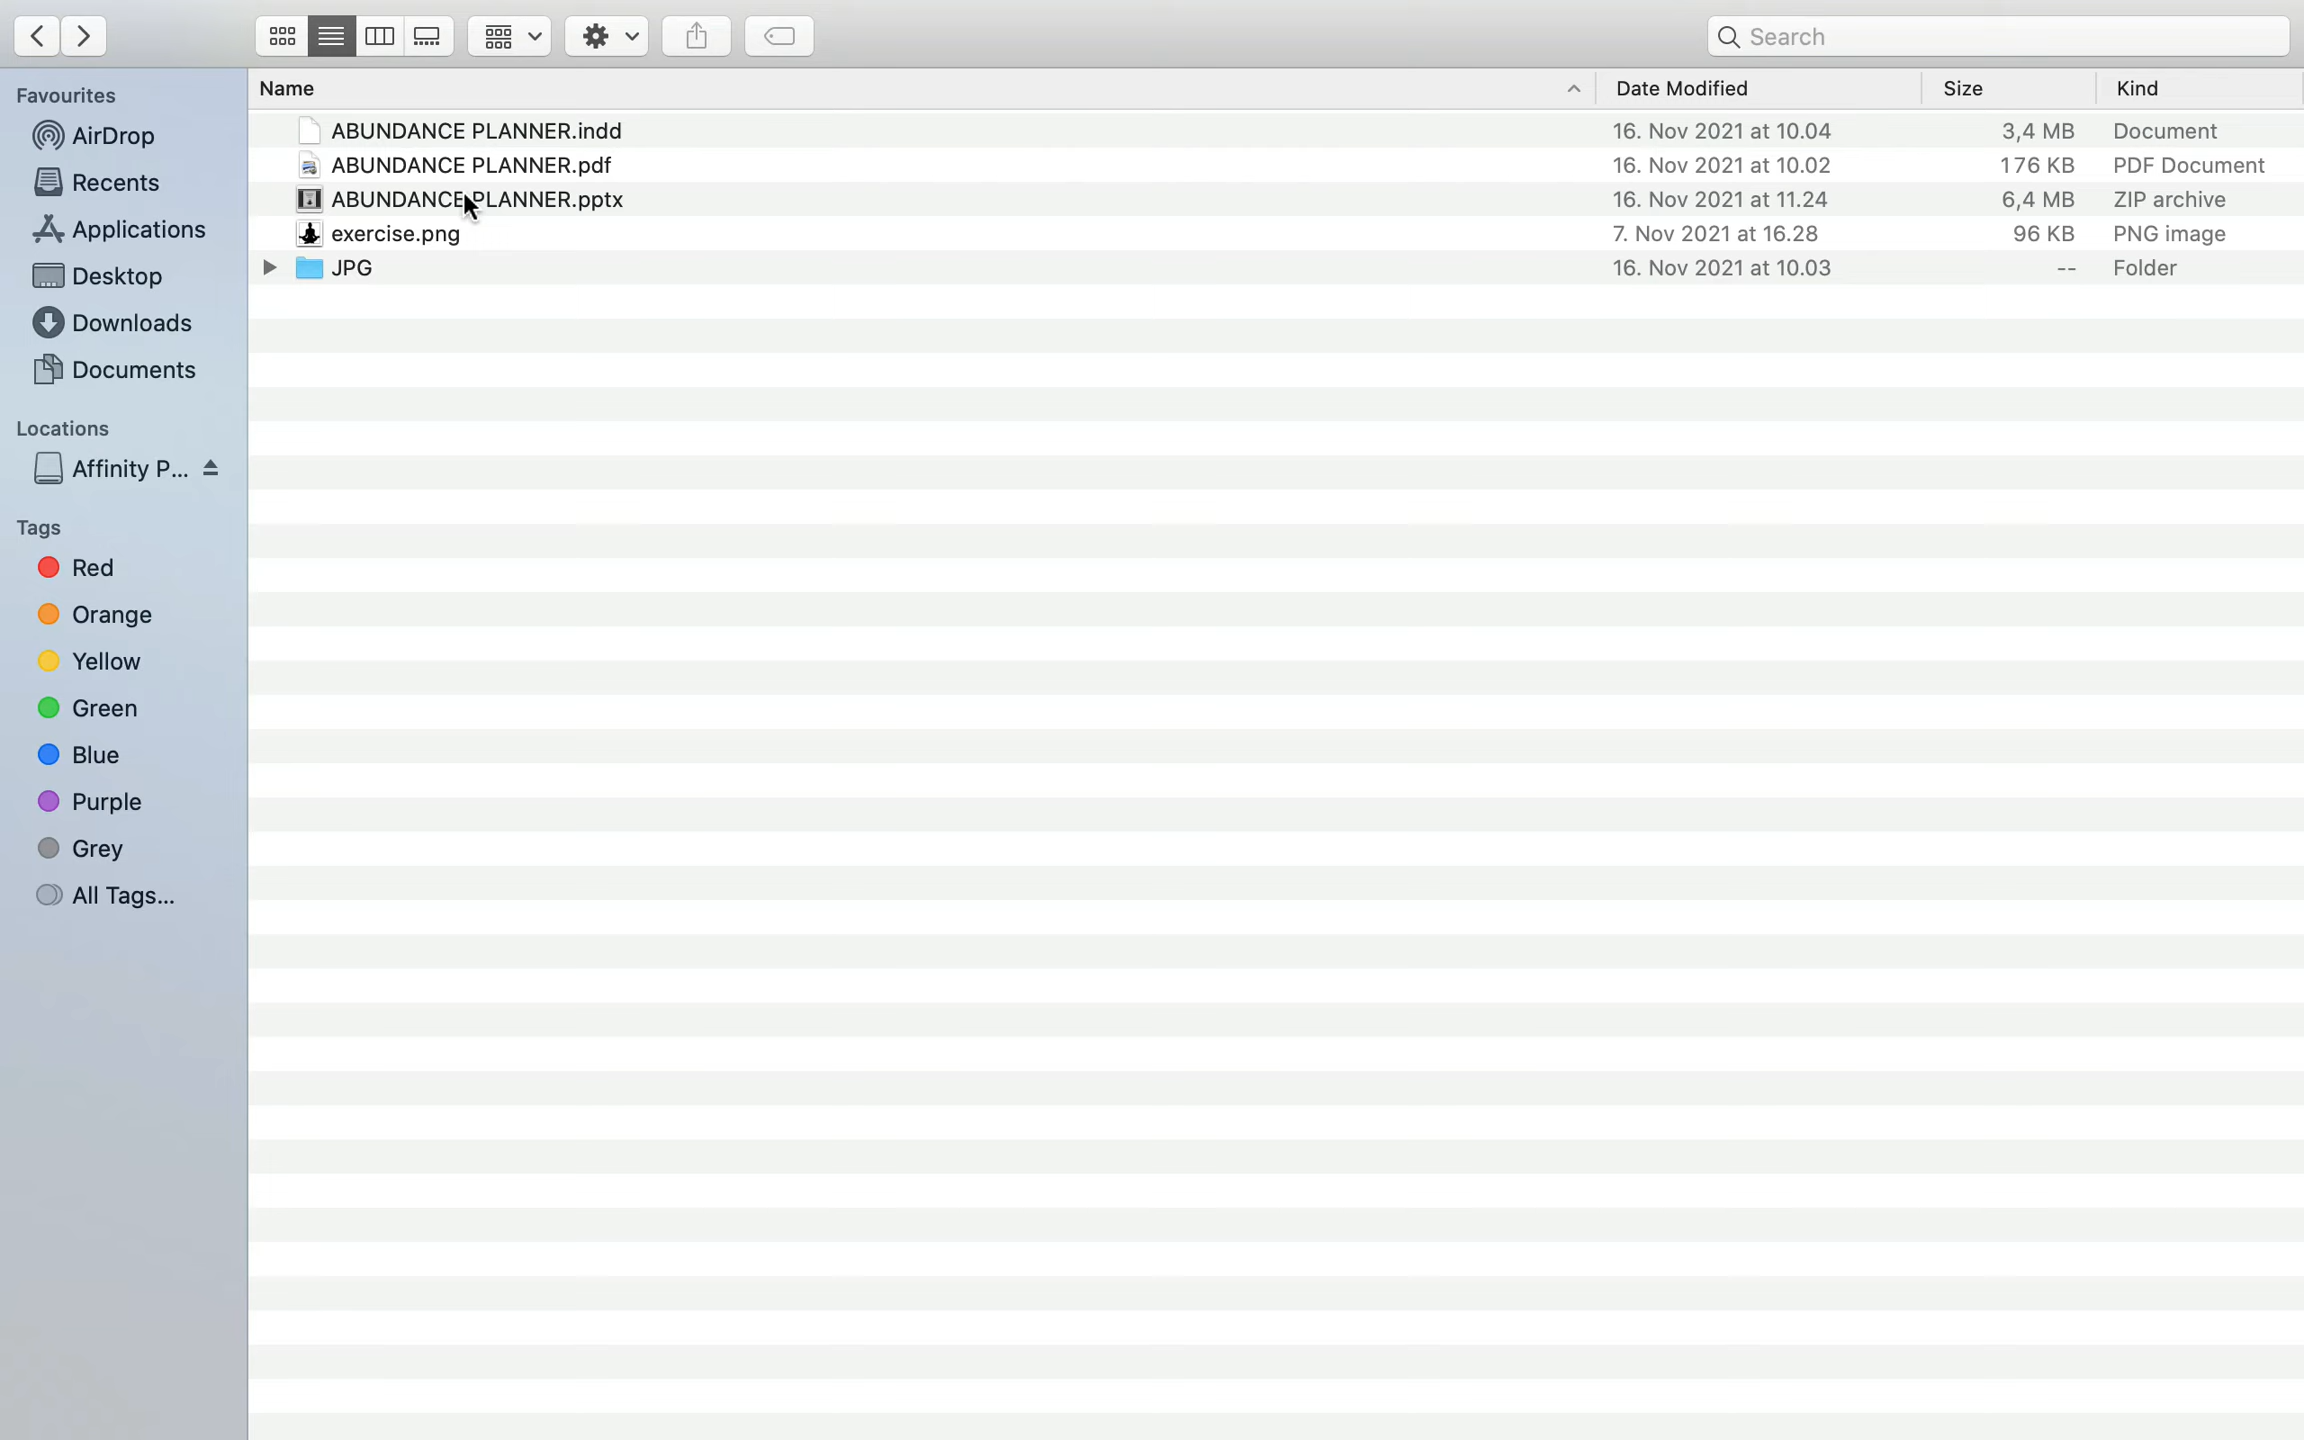 Search
Favourites
AirDrop
Recents
Applications
Desktop
Downloads
Documents
Locations
Affinity P...
Tags
Red
Orange
Yellow
Green
Blue
Purple
Grey
All Tags...
Name Date Modified Size Kind
ABUNDANCE PLANNER.indd 16. Nov 2021 at 10.04 3,4 MB Document
ABUNDANCE PLANNER.pdf 16. Nov 2021 at 10.02 176 KB PDF Document
ABUNDANCE PLANNER.pptx 16. Nov 2021 at 11.24 6,4 MB ZIP archive
exercise.png 7. Nov 2021 at 16.28 96 KB PNG image
JPG 16. Nov 2021 at 10.03 -- Folder